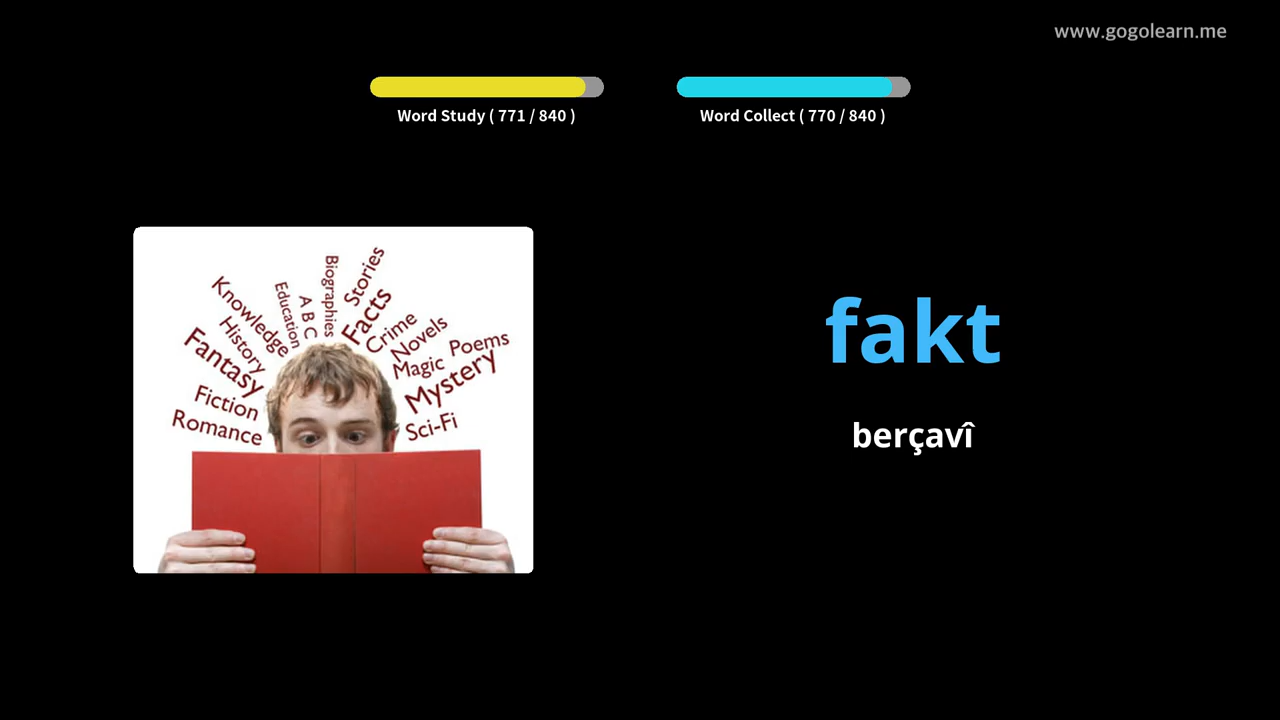 www.gogolearn.me
Word Study ( 771 / 840 )
Word Collect ( 770 / 840 )
Knowledge
Education
A B C
Biographies
Stories
Facts
Crime
Novels
Poems
History
Fantasy
Magic
Mystery
Fiction
Romance
Sci-Fi
fakt
berçavî